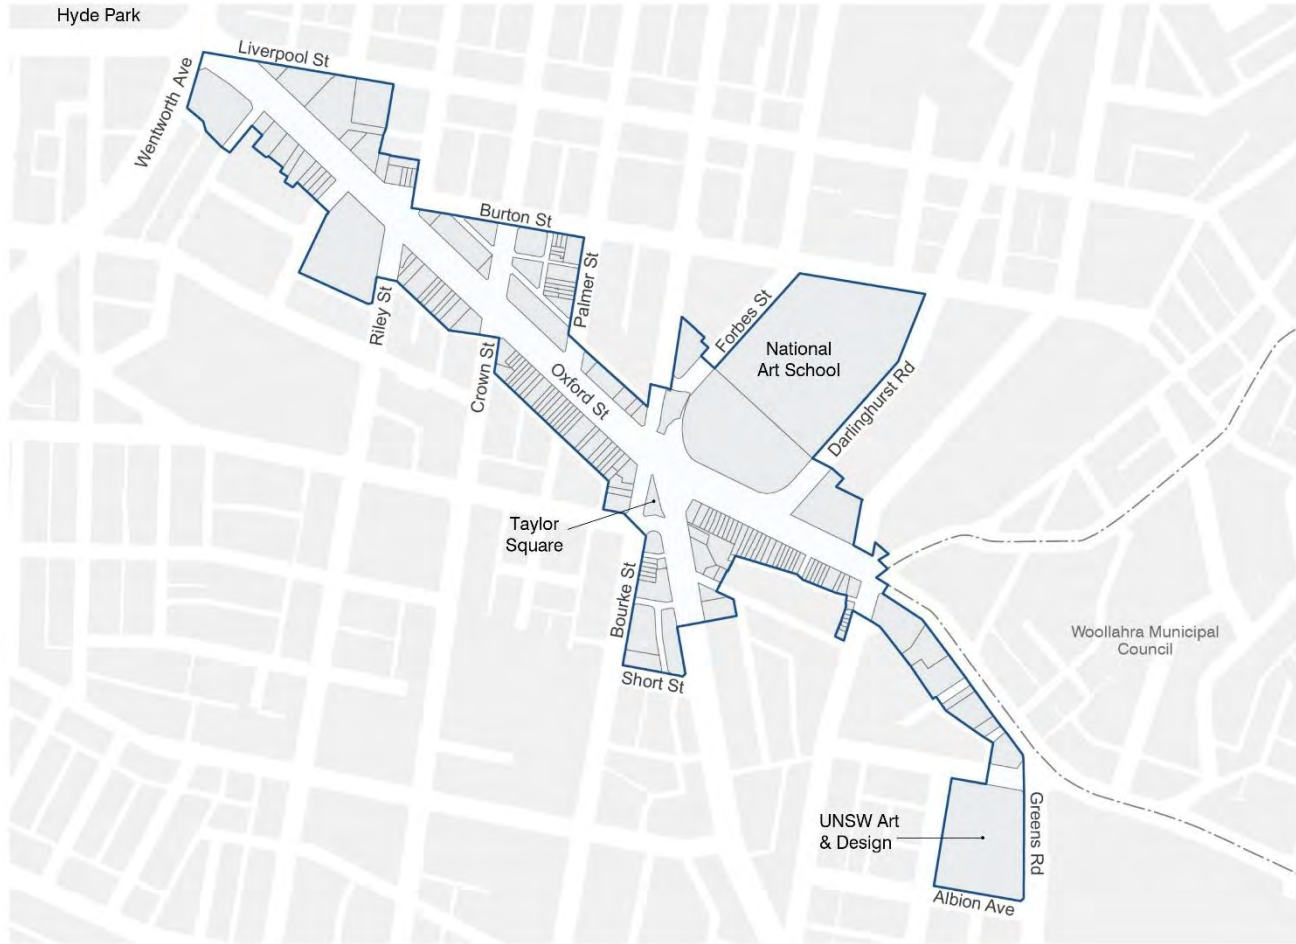 Hyde Park
Liverpool St
Wentworth Ave
Burton St
Palmer St
Riley St
Forbes St
National
Art School
Crown St
Oxford St
Darlinghurst Rd
Taylor
Square
Bourke St
Woollahra Municipal
Council
Short St
UNSW Art
& Design
Greens Rd
Albion Ave